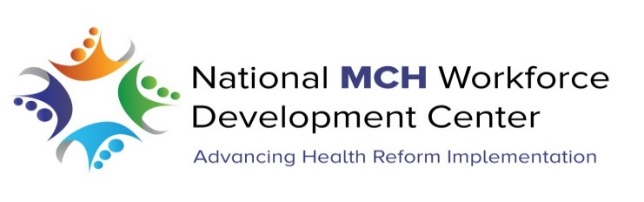 National MCH Workforce
Development Center
Advancing Health Reform Implementation